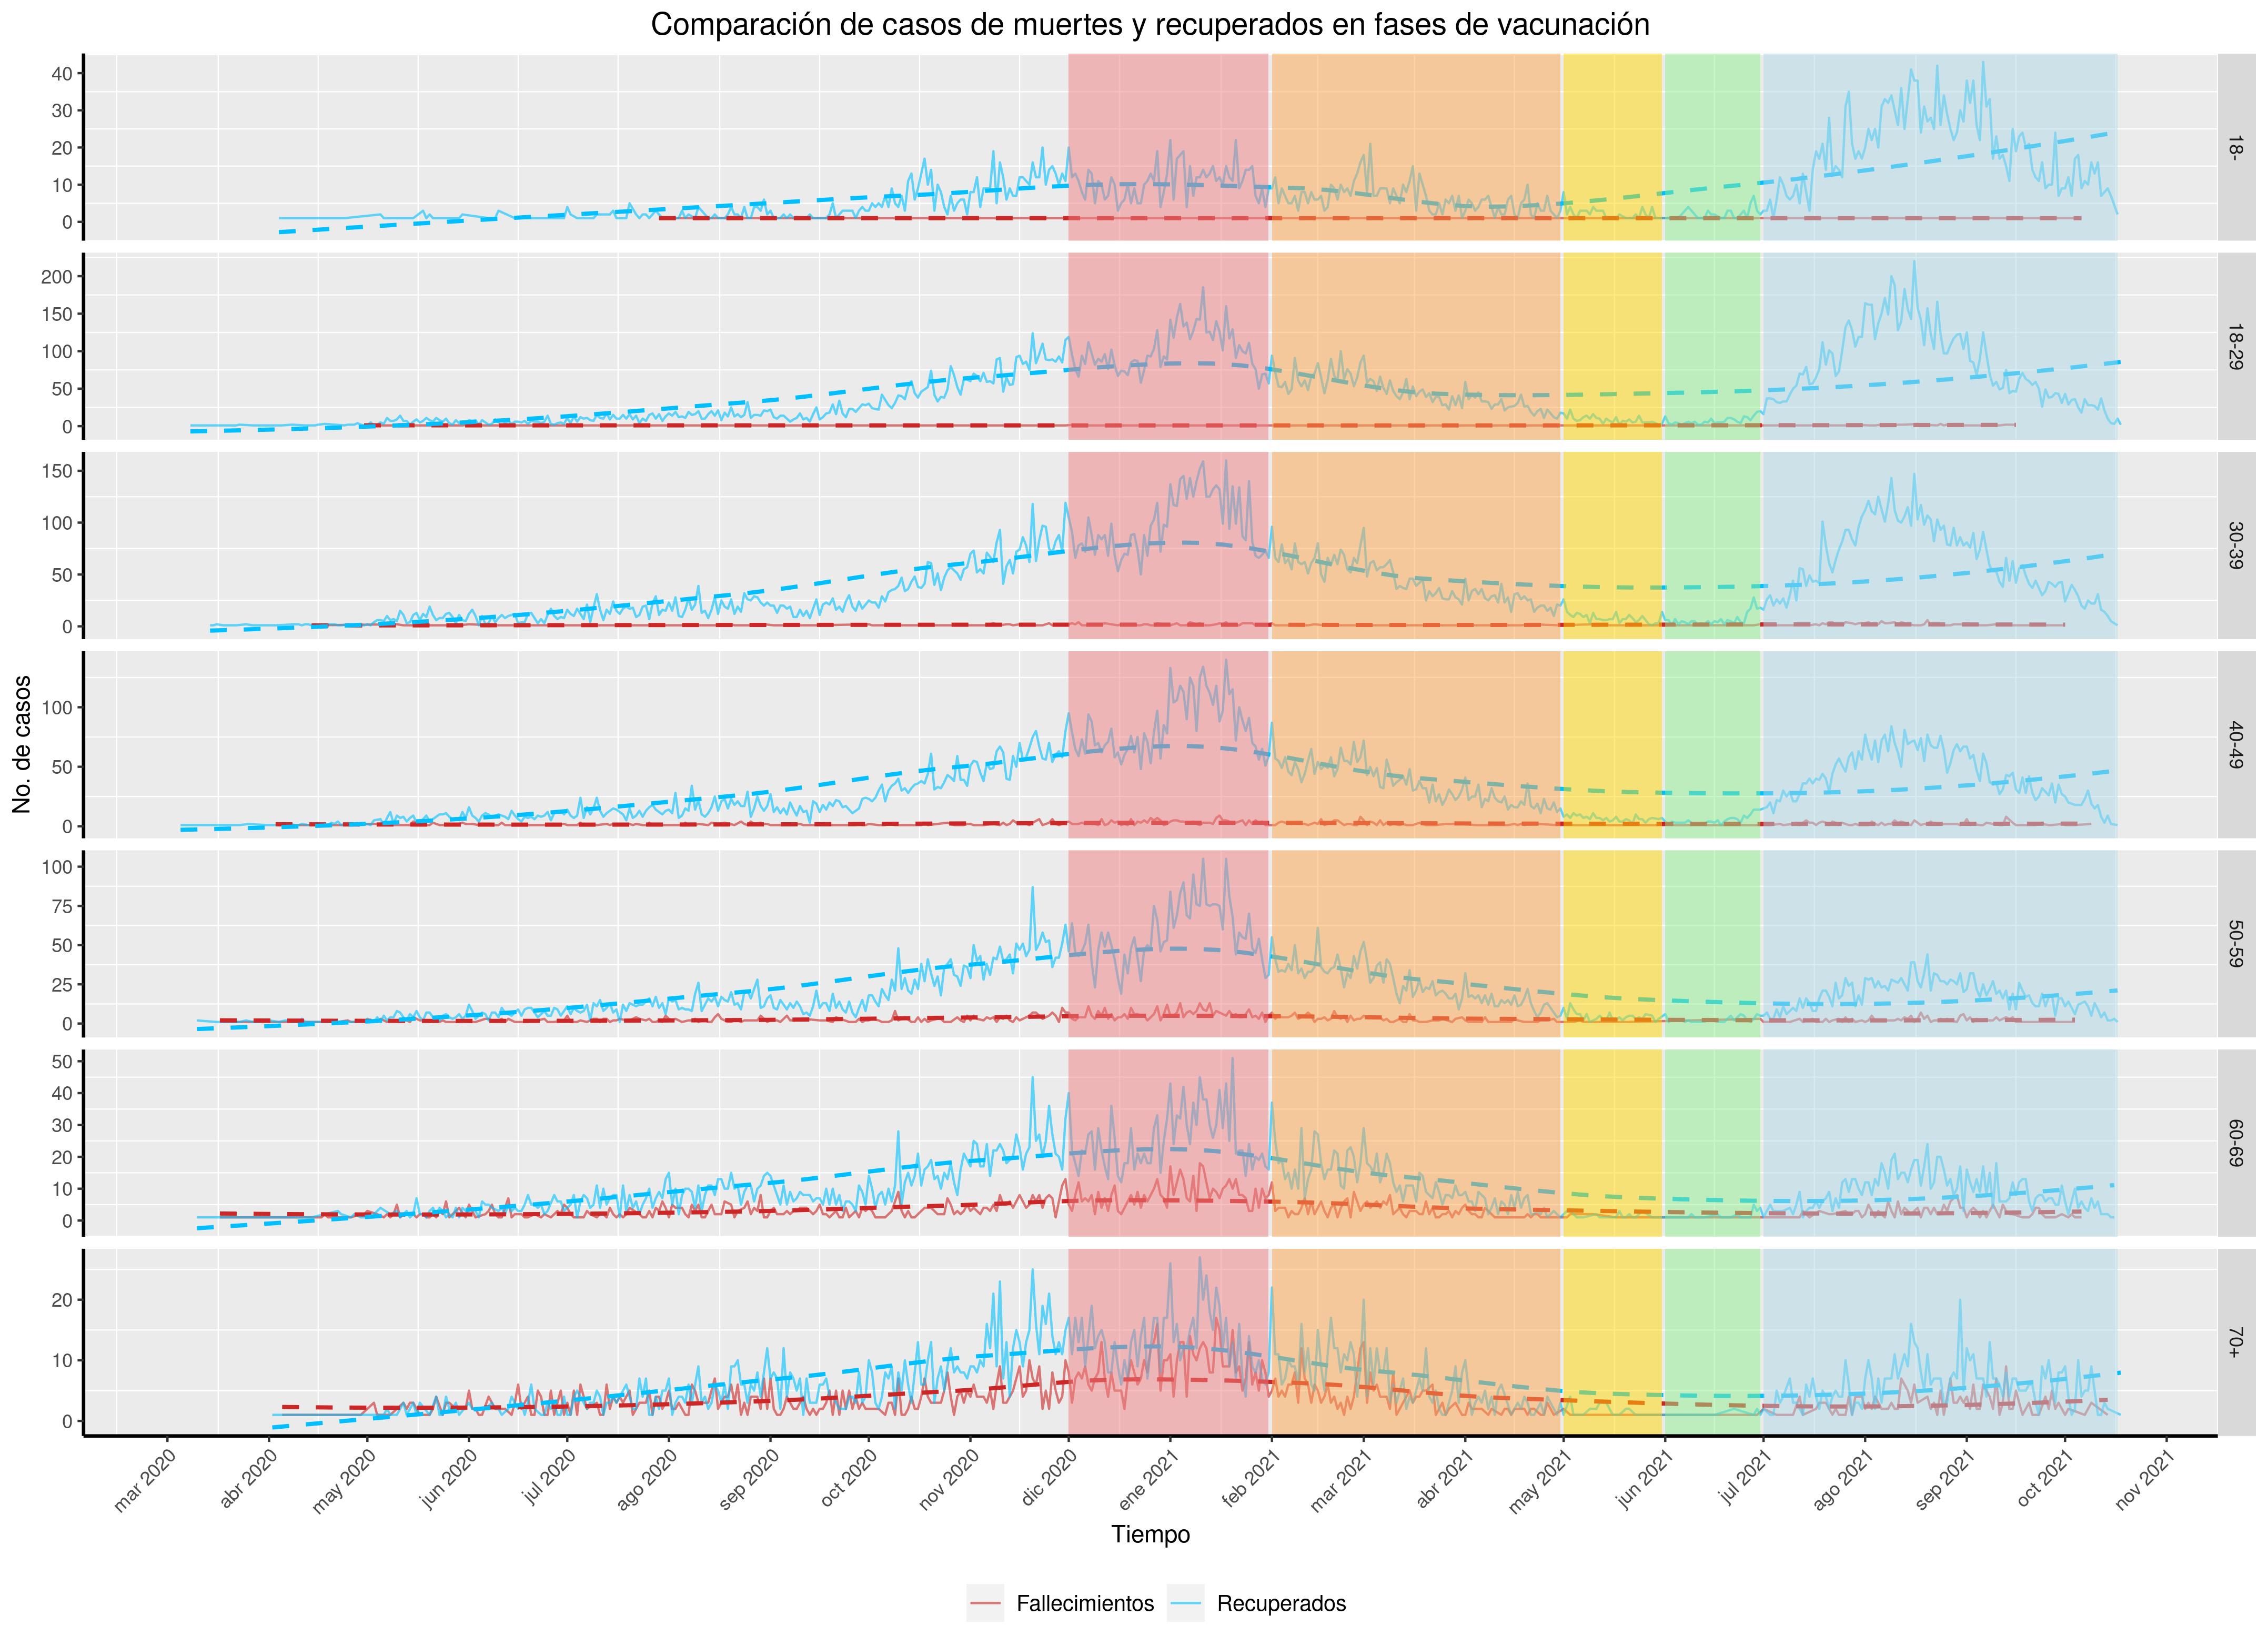 Comparación de casos de muertes y recuperados en fases de vacunación
No. de casos
40
30
20
10
0
18-
200
150
100
50
0
18-29
150
100
50
0
30-39
100
50
0
40-49
100
75
50
25
0
50-59
50
40
30
20
10
0
60-69
20
10
0
70+
mar 2020
abr 2020
may 2020
jun 2020
jul 2020
ago 2020
sep 2020
oct 2020
nov 2020
dic 2020
ene 2021
feb 2021
mar 2021
abr 2021
may 2021
jun 2021
jul 2021
ago 2021
sep 2021
oct 2021
nov 2021
Tiempo
Fallecimientos
Recuperados